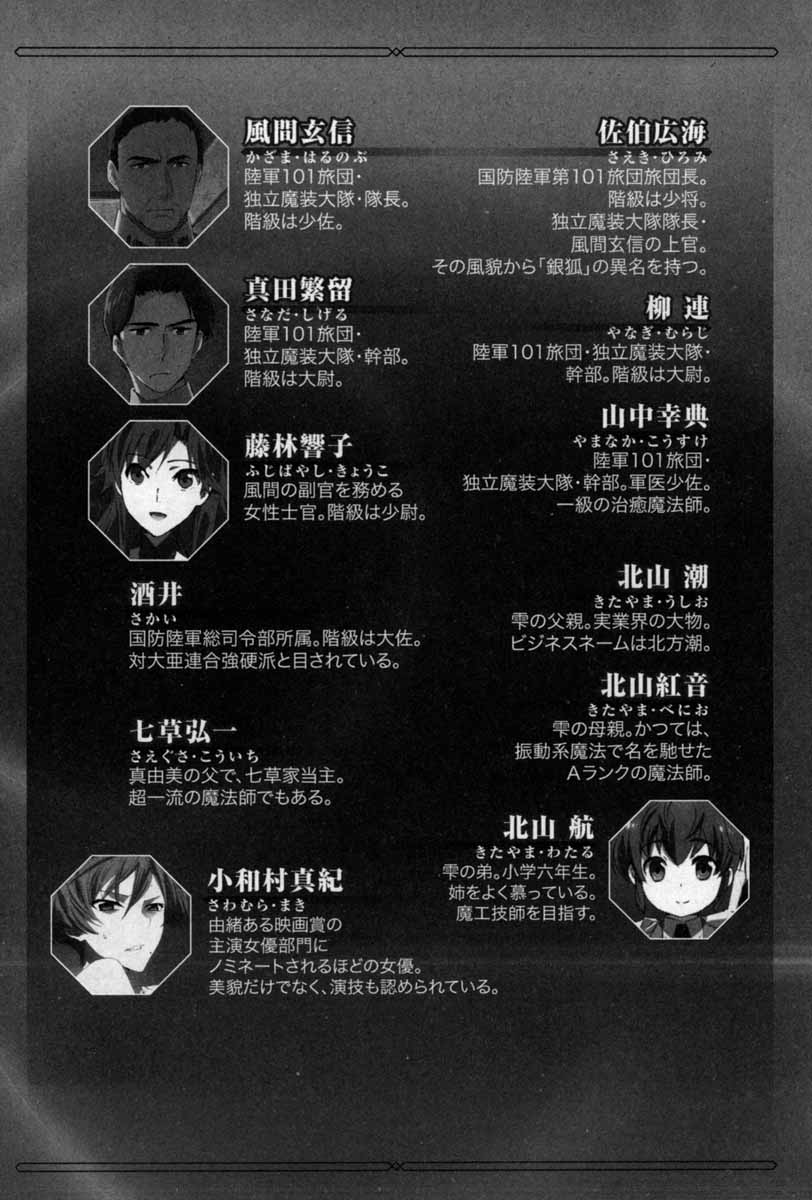 佐伯広海
さえき・ひろみ
国防陸軍第101旅団旅団長。
階級は少将。
独立魔装大隊隊長・
風間玄信の上官。
その風貌から「銀狐」の異名を持つ。
柳 連
やなぎ・むらじ
陸軍101旅団・独立魔装大隊・
幹部。階級は大尉。
山中幸典
やまなか・こうすけ
陸軍101旅団・
独立魔装大隊・幹部。軍医少佐。
一級の治癒魔法師。
北山 潮
きたやま・うしお
雫の父親。実業界の大物。
ビジネスネームは北方潮。
北山紅音
きたやま・べにお
雫の母親。かつては、
振動系魔法で名を馳せた
Aランクの魔法師。
北山 航
きたやま・わたる
雫の弟。小学六年生。
姉をよく慕っている。
魔工技師を目指す。
風間玄信
かざま・はるのぶ
陸軍101旅団・
独立魔装大隊・隊長。
階級は少佐。
真田繁留
さなだ・しげる
陸軍101旅団・
独立魔装大隊・幹部。
階級は大尉。
藤林響子
ふじばやし・きょうこ
風間の副官を務める
女性士官。階級は少尉。
酒井
さかい
国防陸軍総司令部所属。階級は大佐。
対大亜連合強硬派と目されている。
七草弘一
さえぐさ・こういち
真由美の父で、七草家当主。
超一流の魔法師でもある。
小和村真紀
さわむら・まき
由緒ある映画賞の
主演女優部門に
ノミネートされるほどの女優。
美貌だけでなく、演技も認められている。